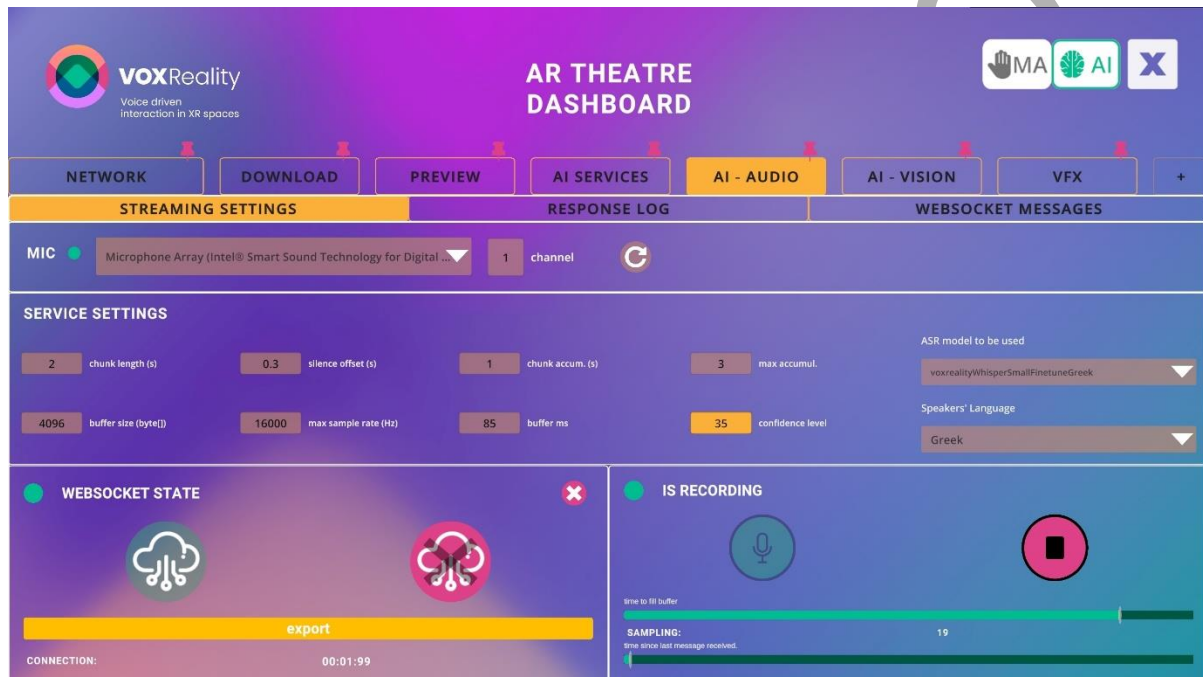 VOXReality
Voice driven
interaction in XR spaces
AR THEATRE
DASHBOARD
MA
AI
X
NETWORK
DOWNLOAD
PREVIEW
AI SERVICES
AI - AUDIO
AI - VISION
VFX
+
STREAMING SETTINGS
RESPONSE LOG
WEBSOCKET MESSAGES
MIC
Microphone Array (Intel® Smart Sound Technology for Digital ...
1
channel
SERVICE SETTINGS
2 chunk length (s)
0.3 silence offset (s)
1 chunk accum. (s)
3 max accumul.
ASR model to be used
voxrealityWhisperSmallFinetuneGreek
4096 buffer size (byte[])
16000 max sample rate (Hz)
85 buffer ms
35 confidence level
Speakers' Language
Greek
WEBSOCKET STATE
export
CONNECTION: 00:01:99
IS RECORDING
time to fill buffer
SAMPLING: 19
time since last message received.